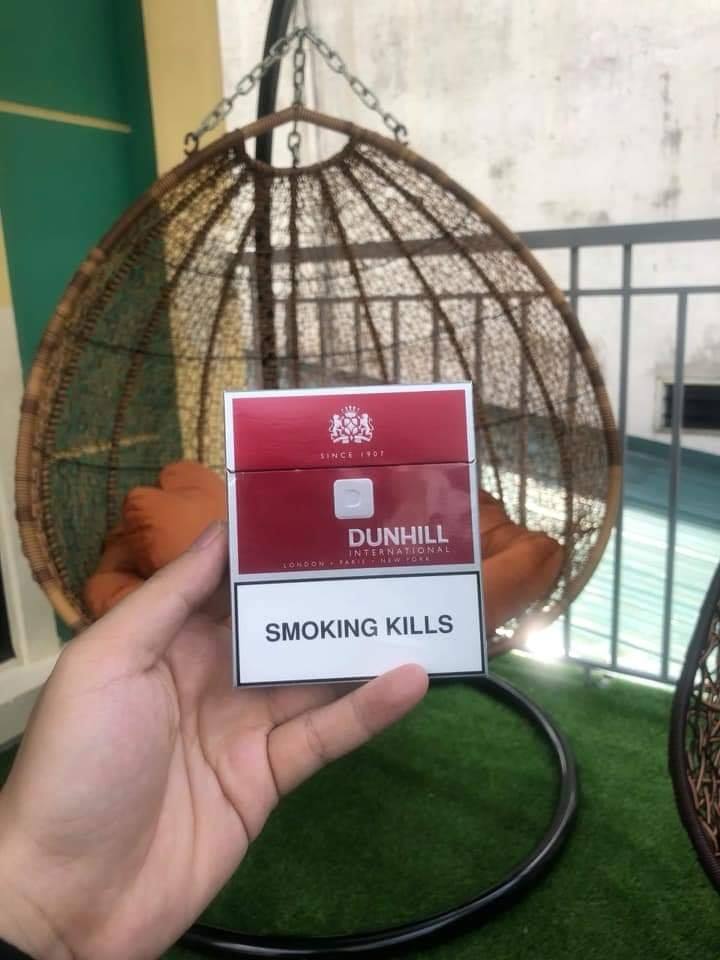 SINCE 1907
D
DUNHILL
INTERNATIONAL
LONDON • PARIS • NEW YORK
SMOKING KILLS